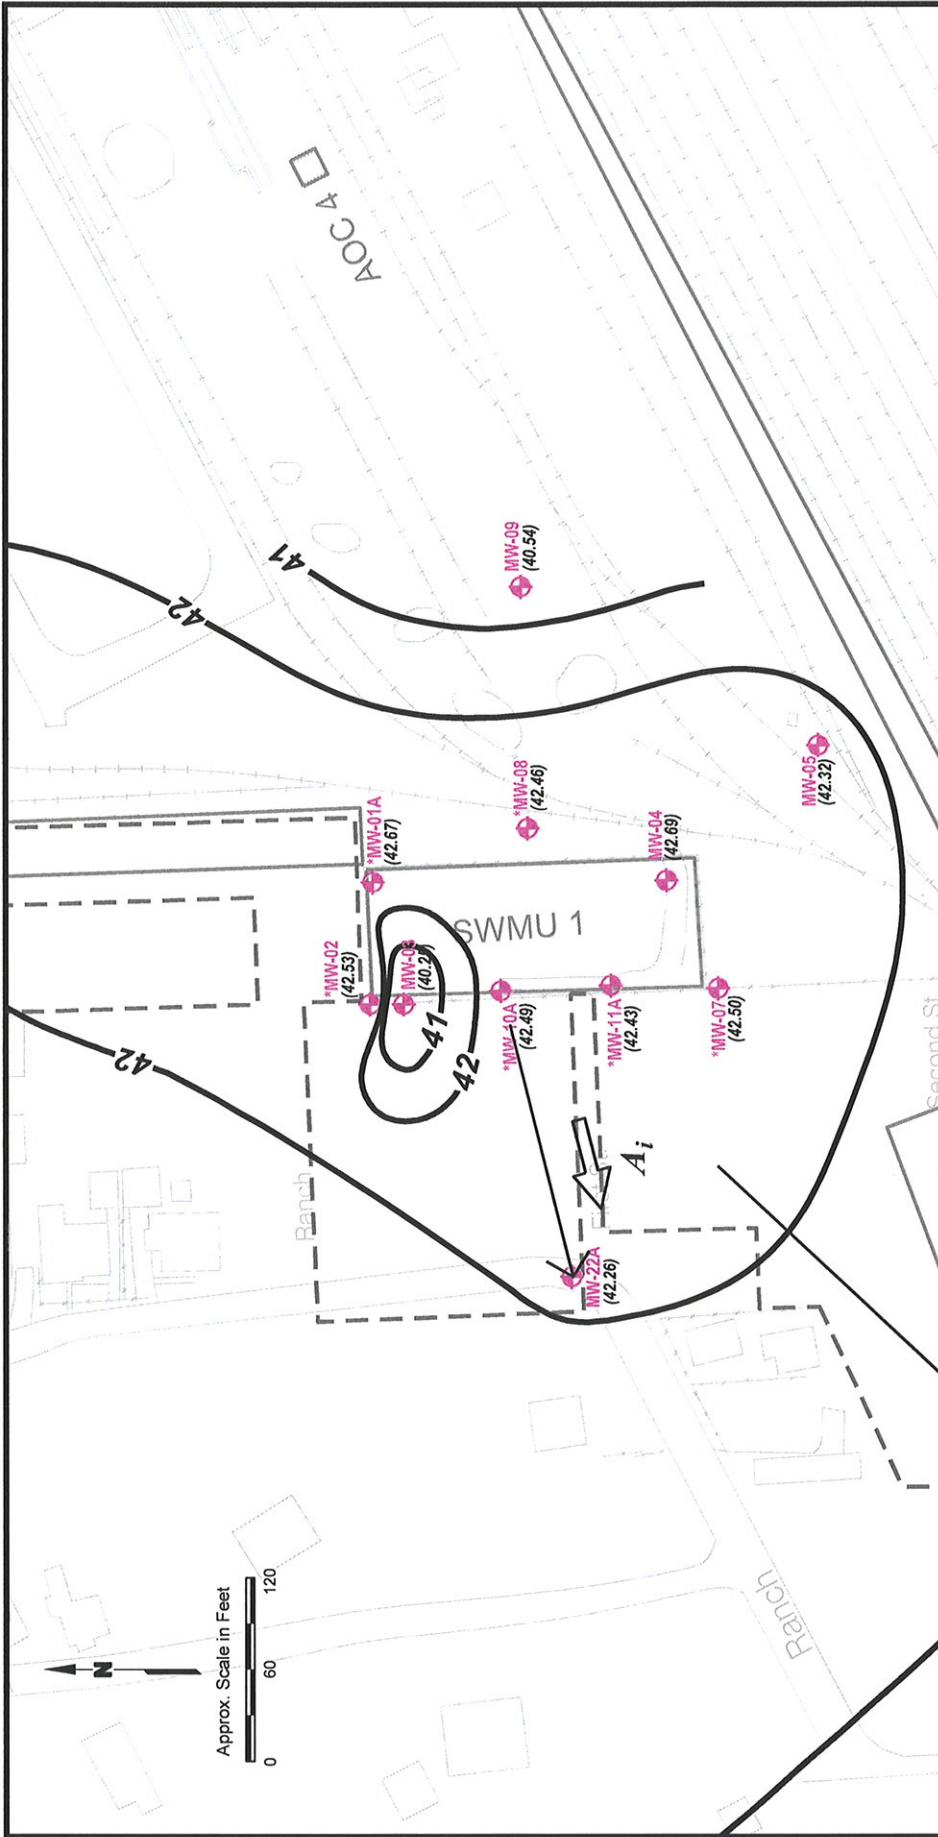 N
Approx. Scale in Feet
0 60 120
AOC 4
41
42
MW-09
(40.54)
*MW-08
(42.46)
MW-05
(42.32)
*MW-01A
(42.67)
MW-04
(42.69)
SWMU 1
*MW-02
(42.53)
MW-03
41
42
*MW-10A
(42.49)
*MW-11A
(42.43)
*MW-07
(42.50)
42
Second St
Ranch
Ai
MW-22A
(42.26)
Ranch